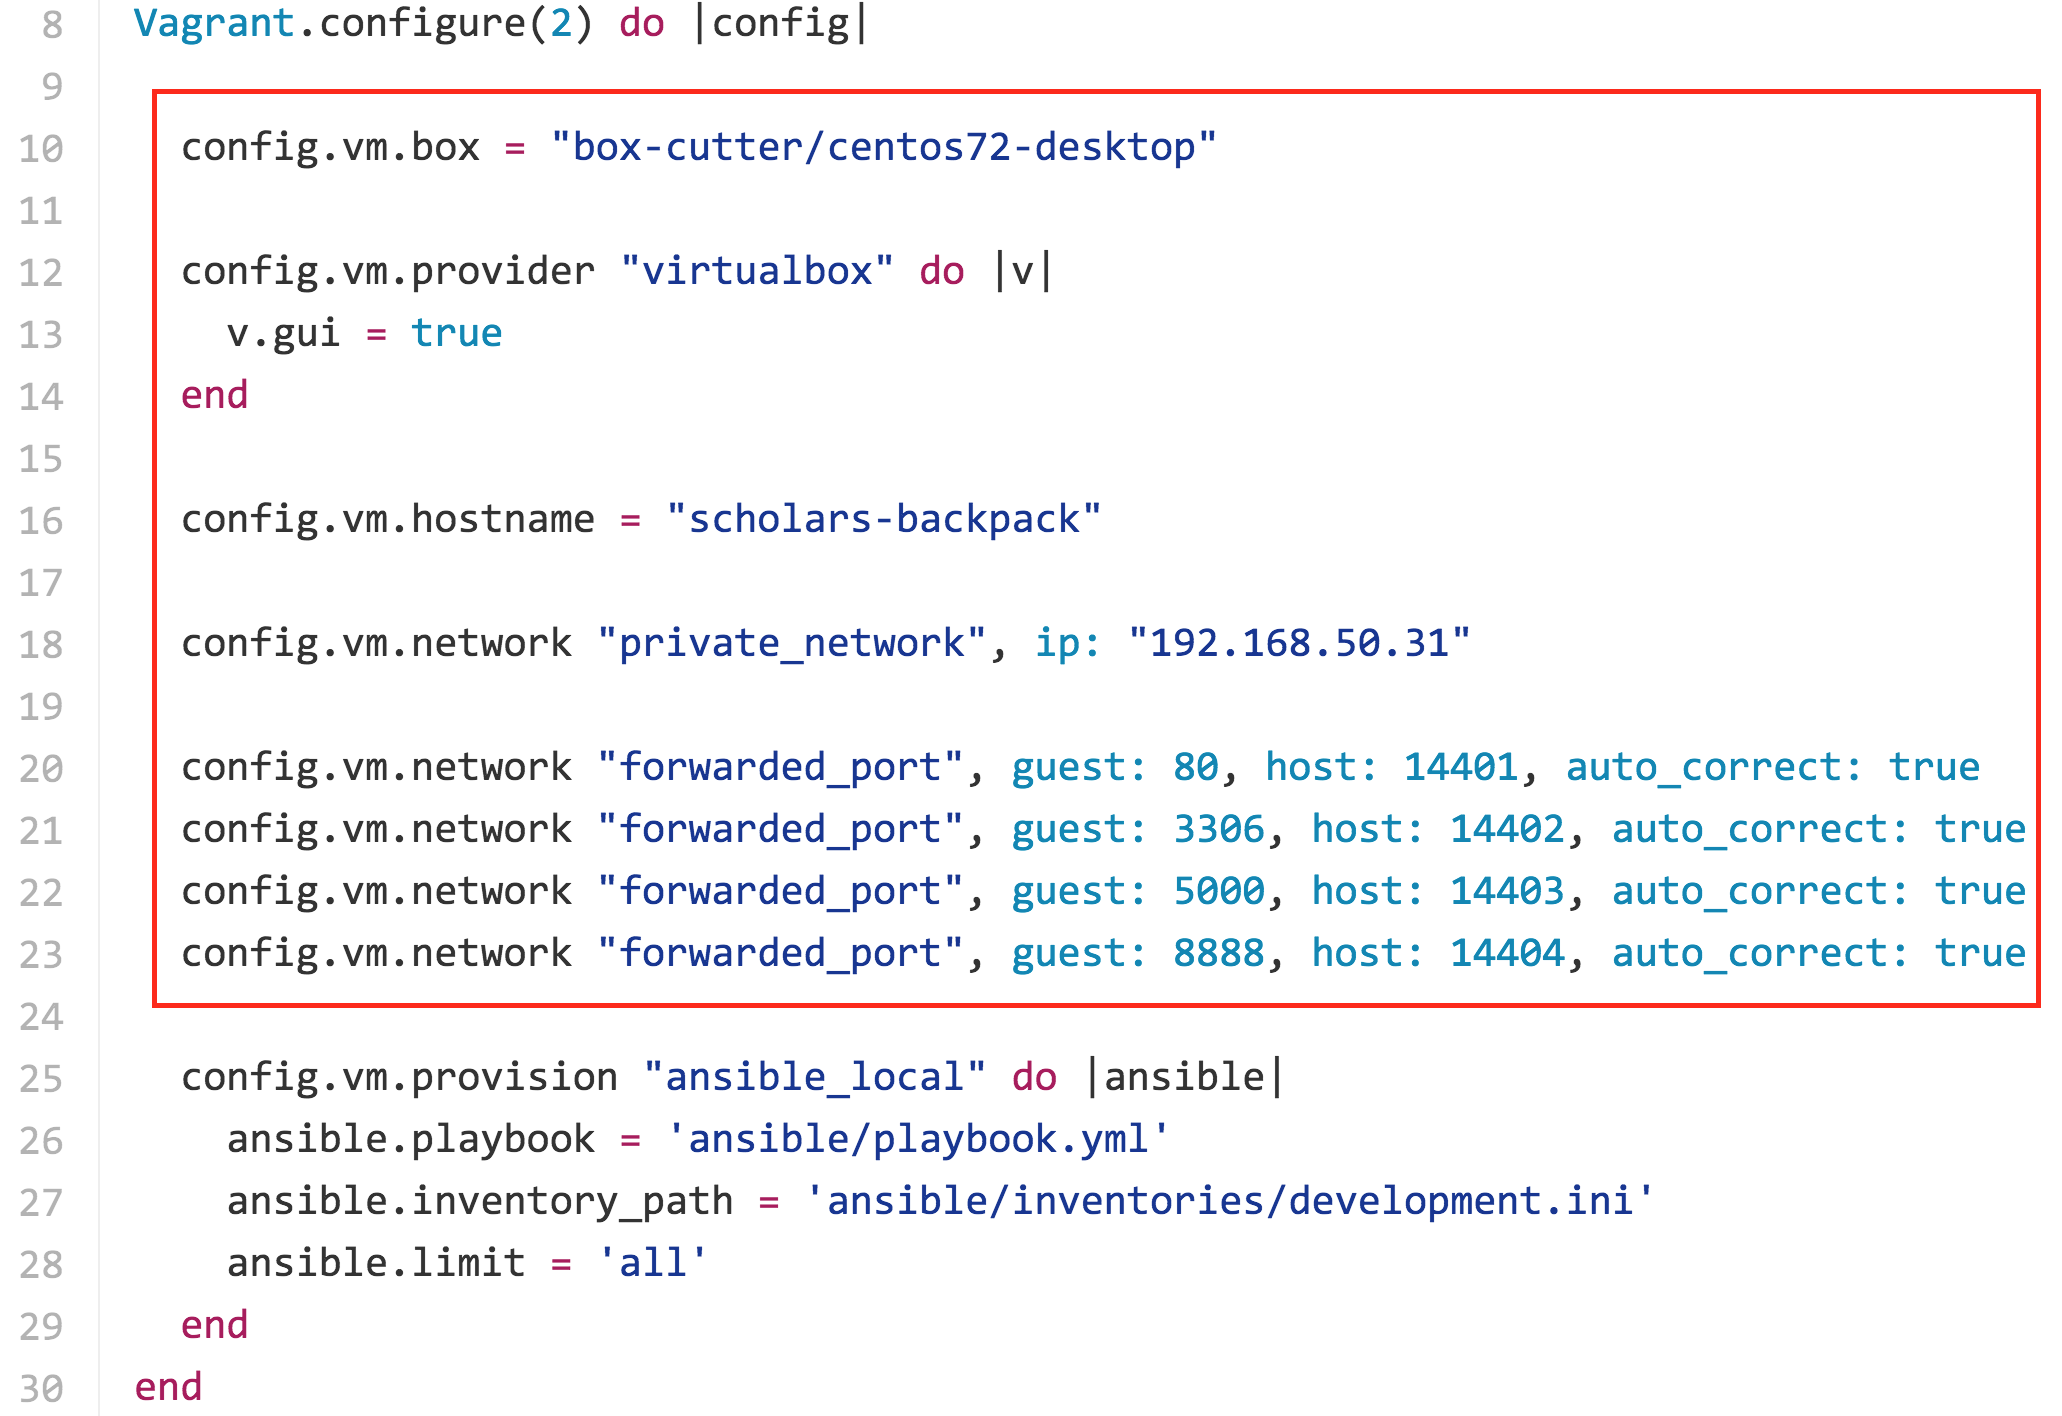 8 Vagrant.configure(2) do |config|
9
10 config.vm.box = "box-cutter/centos72-desktop"
11
12 config.vm.provider "virtualbox" do |v|
13 v.gui = true
14 end
15
16 config.vm.hostname = "scholars-backpack"
17
18 config.vm.network "private_network", ip: "192.168.50.31"
19
20 config.vm.network "forwarded_port", guest: 80, host: 14401, auto_correct: true
21 config.vm.network "forwarded_port", guest: 3306, host: 14402, auto_correct: true
22 config.vm.network "forwarded_port", guest: 5000, host: 14403, auto_correct: true
23 config.vm.network "forwarded_port", guest: 8888, host: 14404, auto_correct: true
24
25 config.vm.provision "ansible_local" do |ansible|
26 ansible.playbook = 'ansible/playbook.yml'
27 ansible.inventory_path = 'ansible/inventories/development.ini'
28 ansible.limit = 'all'
29 end
30 end